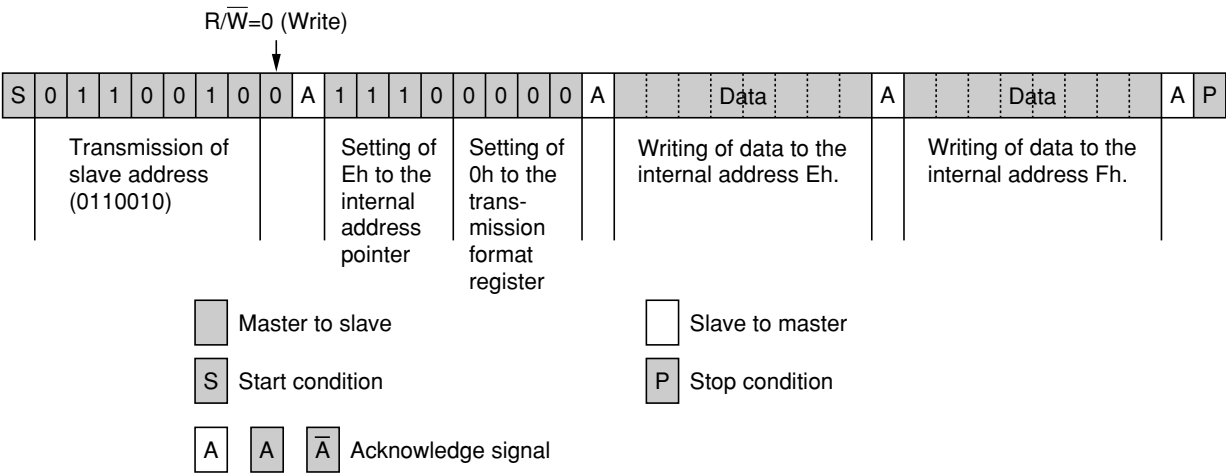 R/W̅=0 (Write)
S 0 1 1 0 0 1 0 0 A 1 1 1 0 0 0 0 0 A Data A Data A P
Transmission of
slave address
(0110010)
Setting of
Eh to the
internal
address
pointer
Setting of
0h to the
trans-
mission
format
register
Writing of data to the
internal address Eh.
Writing of data to the
internal address Fh.
Master to slave
Slave to master
S Start condition
P Stop condition
A A A̅ Acknowledge signal